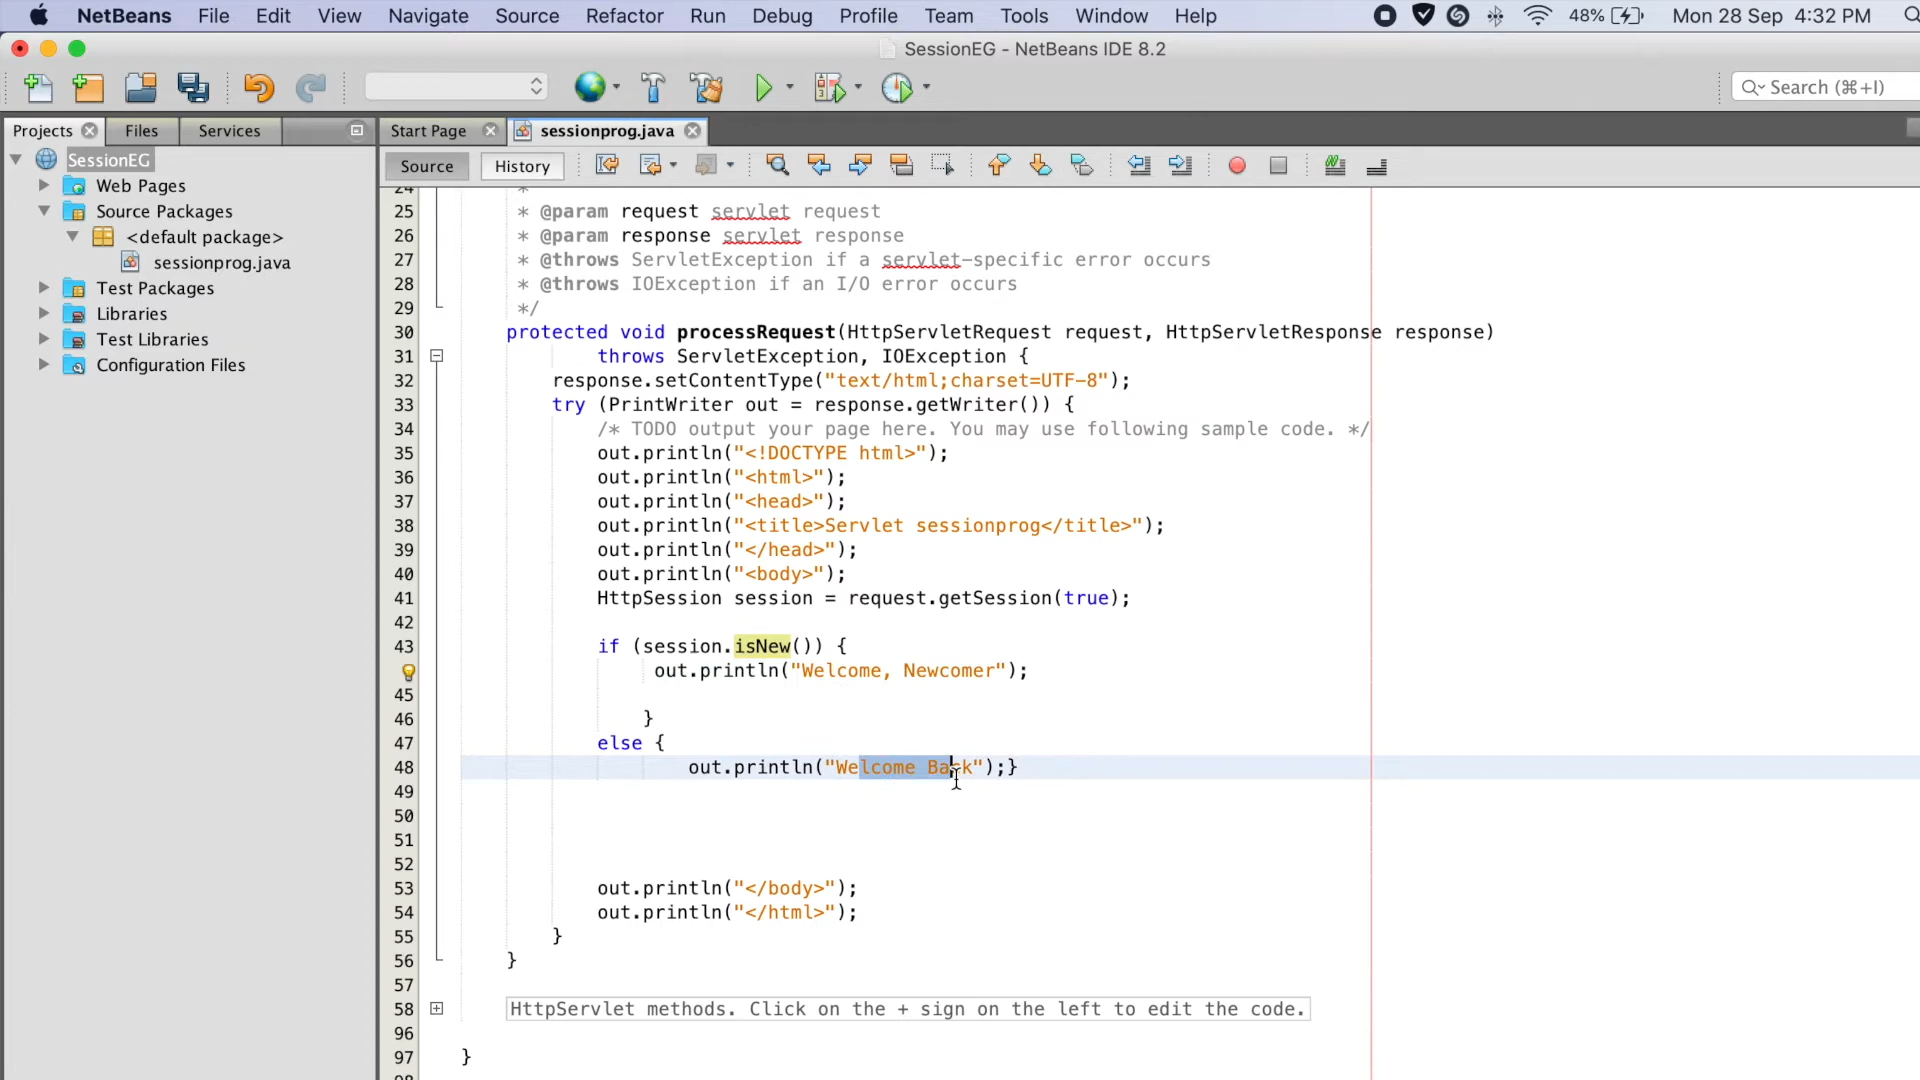 NetBeans File Edit View Navigate Source Refactor Run Debug Profile Team Tools Window Help 48% Mon 28 Sep 4:32 PM
SessionEG - NetBeans IDE 8.2
Search (⌘+I)
Projects Files Services Start Page sessionprog.java
Source History
SessionEG
Web Pages
Source Packages
<default package>
sessionprog.java
Test Packages
Libraries
Test Libraries
Configuration Files
24 *
25 * @param request servlet request
26 * @param response servlet response
27 * @throws ServletException if a servlet-specific error occurs
28 * @throws IOException if an I/O error occurs
29 */
30 protected void processRequest(HttpServletRequest request, HttpServletResponse response)
31 throws ServletException, IOException {
32 response.setContentType("text/html;charset=UTF-8");
33 try (PrintWriter out = response.getWriter()) {
34 /* TODO output your page here. You may use following sample code. */
35 out.println("<!DOCTYPE html>");
36 out.println("<html>");
37 out.println("<head>");
38 out.println("<title>Servlet sessionprog</title>");
39 out.println("</head>");
40 out.println("<body>");
41 HttpSession session = request.getSession(true);
42
43 if (session.isNew()) {
out.println("Welcome, Newcomer");
45
46 }
47 else {
48 out.println("Welcome Back");}
49
50
51
52
53 out.println("</body>");
54 out.println("</html>");
55 }
56 }
57
58 HttpServlet methods. Click on the + sign on the left to edit the code.
96
97 }
98